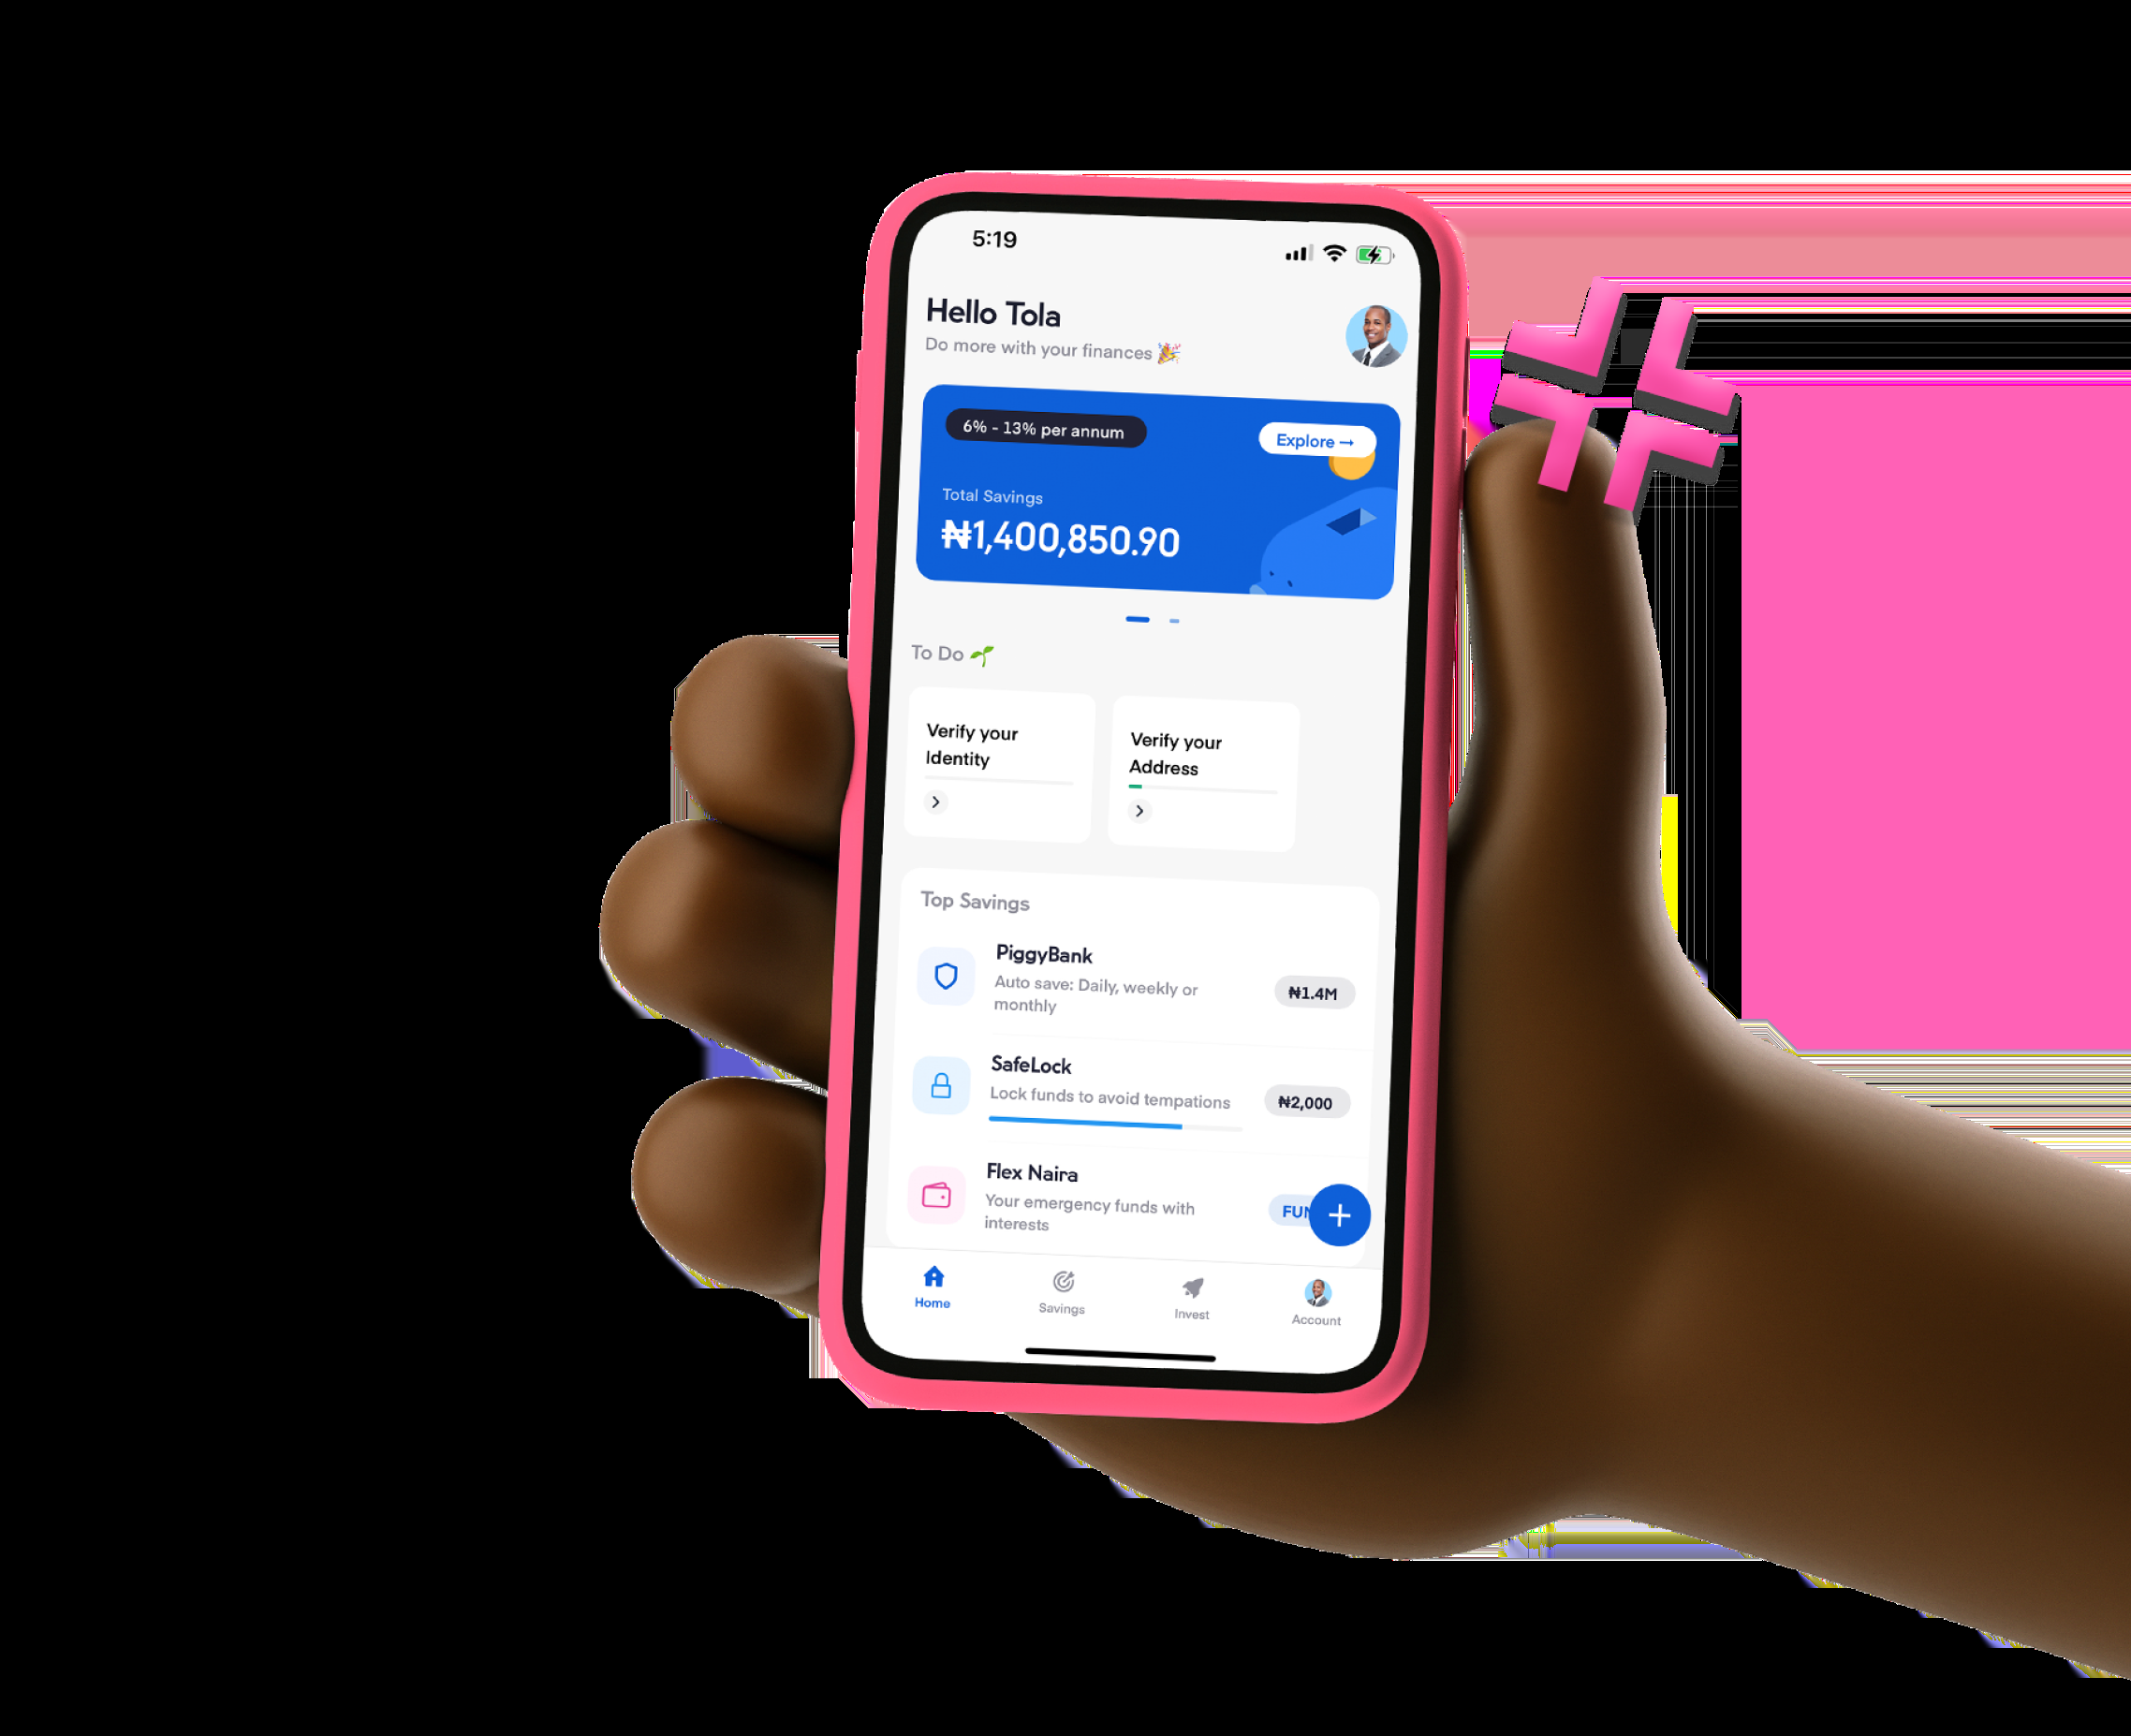 5:19
Hello Tola
Do more with your finances 🎉
6% - 13% per annum
Explore →
Total Savings
₦1,400,850.90
To Do 🌱
Verify your
Identity
Verify your
Address
Top Savings
PiggyBank
Auto save: Daily, weekly or
monthly
₦1.4M
SafeLock
Lock funds to avoid tempations
₦2,000
Flex Naira
Your emergency funds with
interests
FUN
Home
Savings
Invest
Account